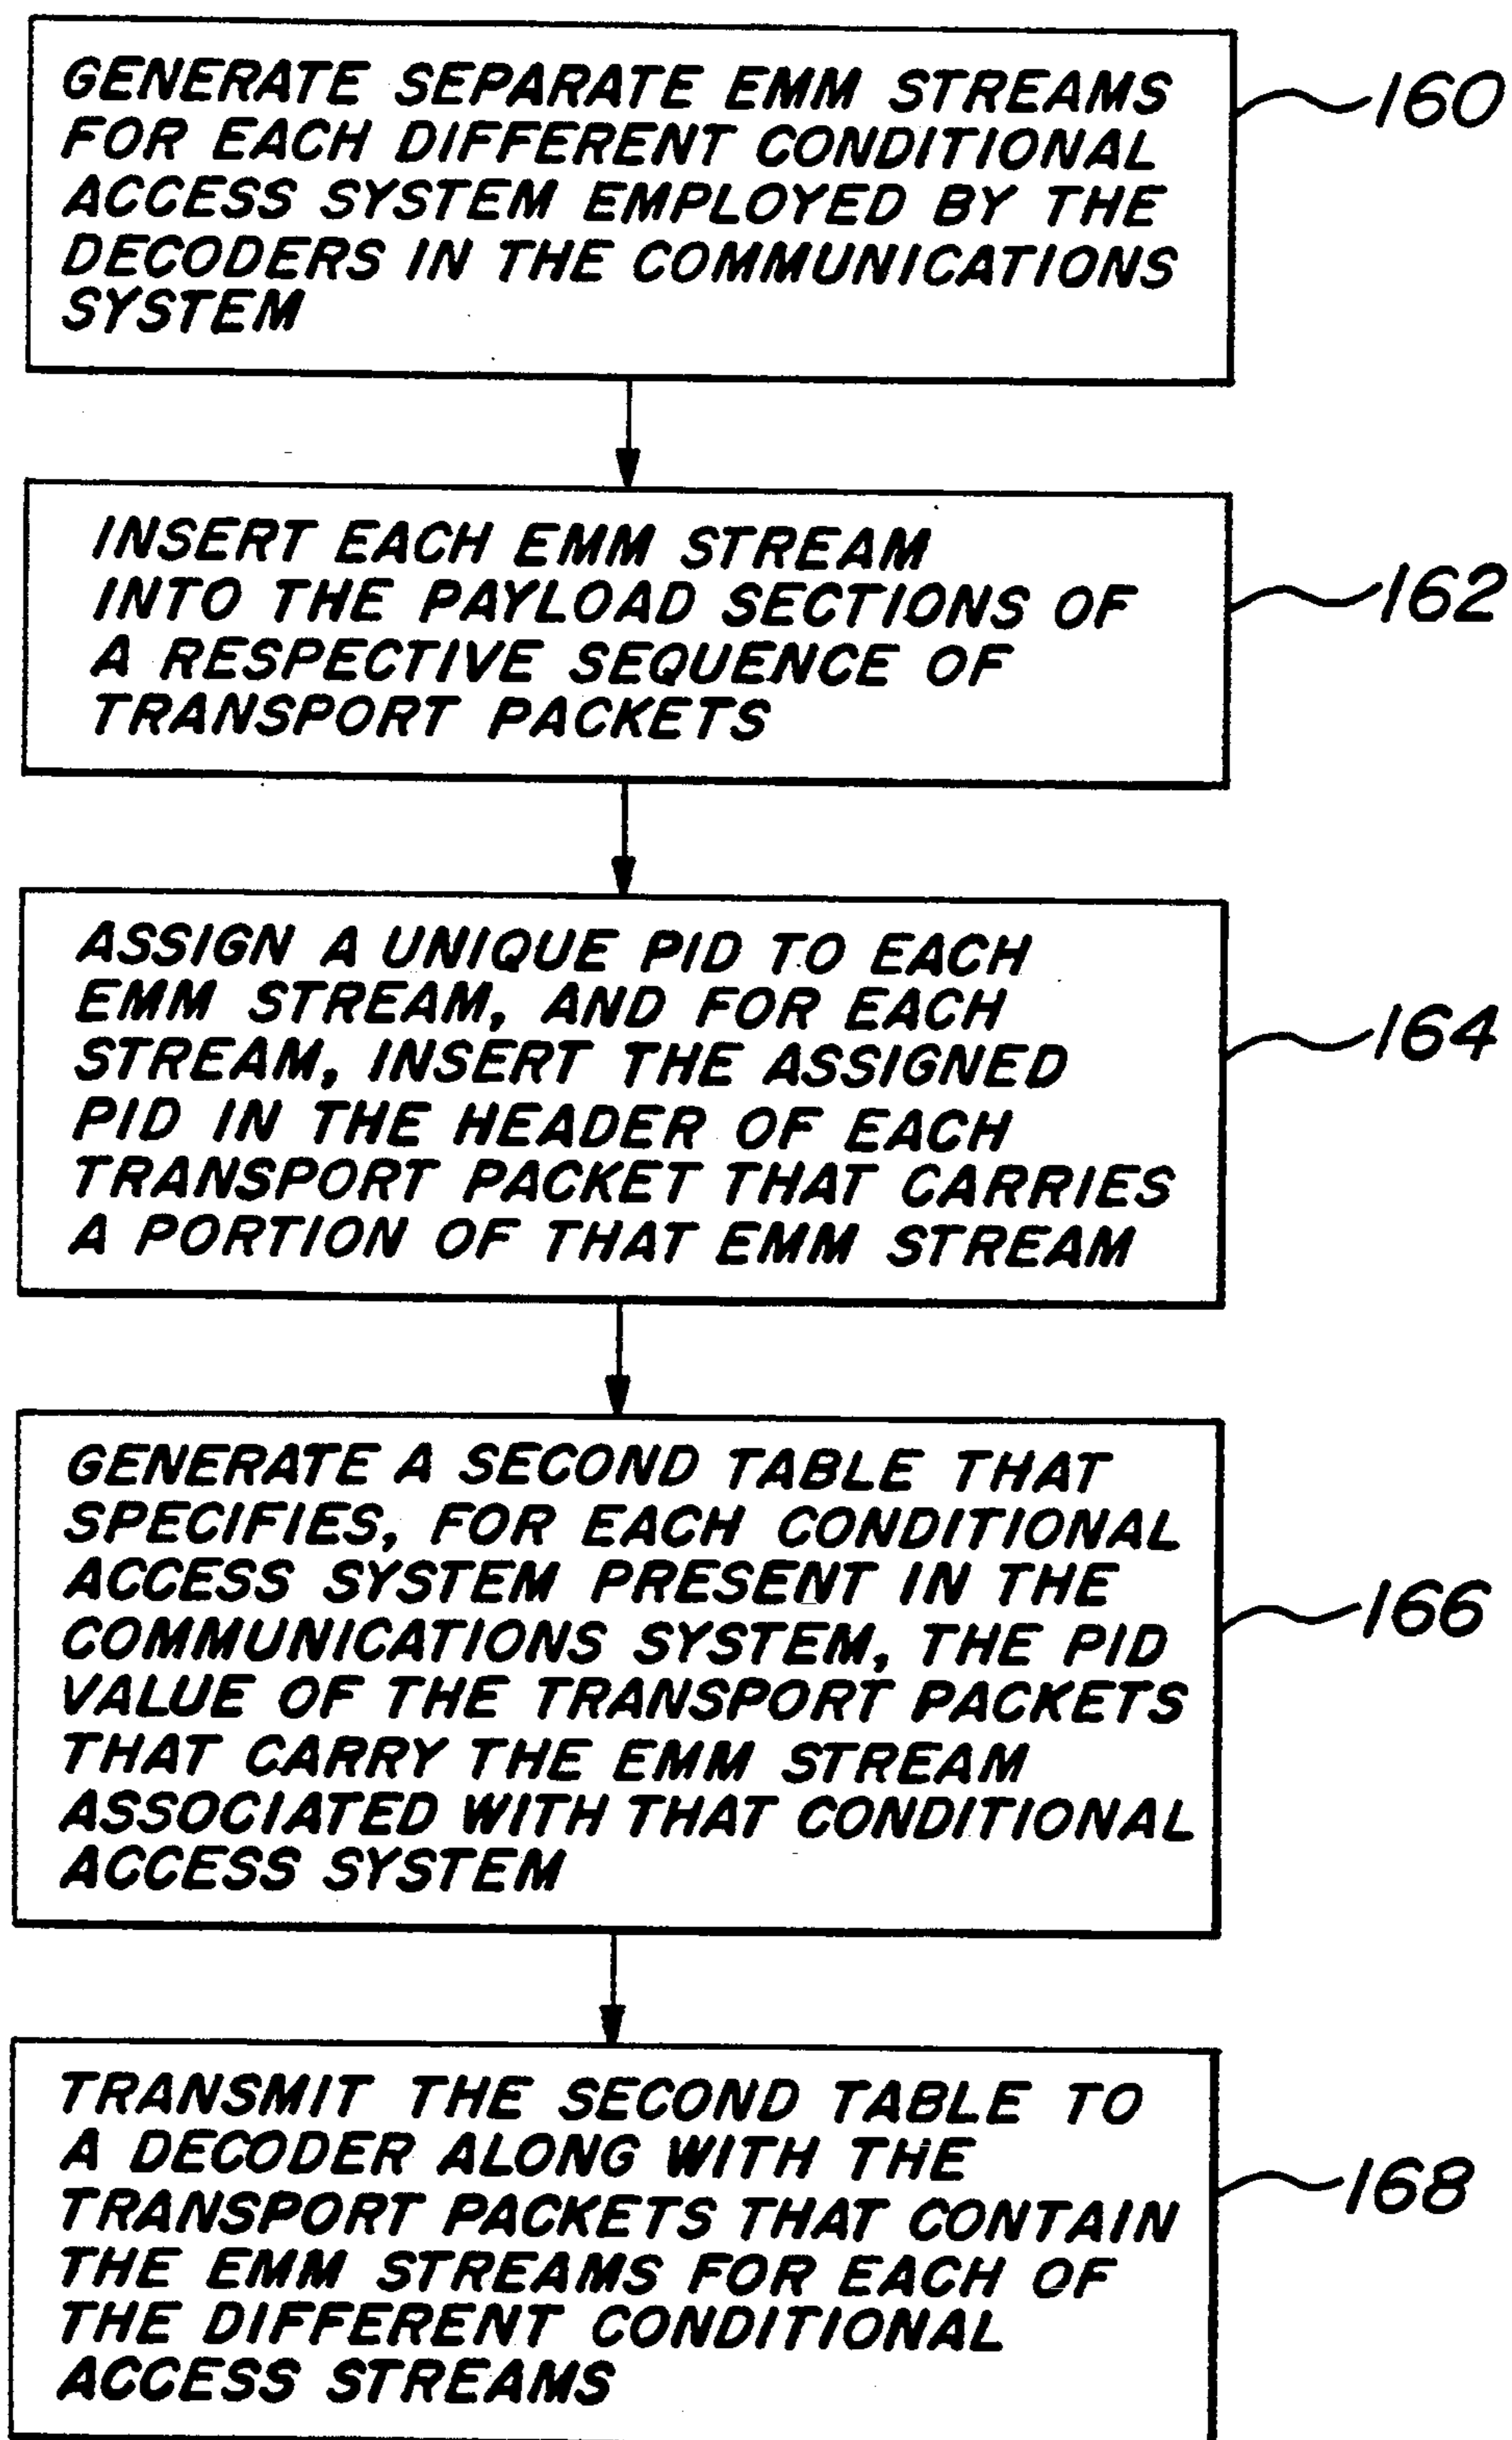 GENERATE SEPARATE EMM STREAMS
FOR EACH DIFFERENT CONDITIONAL
ACCESS SYSTEM EMPLOYED BY THE
DECODERS IN THE COMMUNICATIONS
SYSTEM
160
INSERT EACH EMM STREAM
INTO THE PAYLOAD SECTIONS OF
A RESPECTIVE SEQUENCE OF
TRANSPORT PACKETS
162
ASSIGN A UNIQUE PID TO EACH
EMM STREAM, AND FOR EACH
STREAM, INSERT THE ASSIGNED
PID IN THE HEADER OF EACH
TRANSPORT PACKET THAT CARRIES
A PORTION OF THAT EMM STREAM
164
GENERATE A SECOND TABLE THAT
SPECIFIES, FOR EACH CONDITIONAL
ACCESS SYSTEM PRESENT IN THE
COMMUNICATIONS SYSTEM, THE PID
VALUE OF THE TRANSPORT PACKETS
THAT CARRY THE EMM STREAM
ASSOCIATED WITH THAT CONDITIONAL
ACCESS SYSTEM
166
TRANSMIT THE SECOND TABLE TO
A DECODER ALONG WITH THE
TRANSPORT PACKETS THAT CONTAIN
THE EMM STREAMS FOR EACH OF
THE DIFFERENT CONDITIONAL
ACCESS STREAMS
168